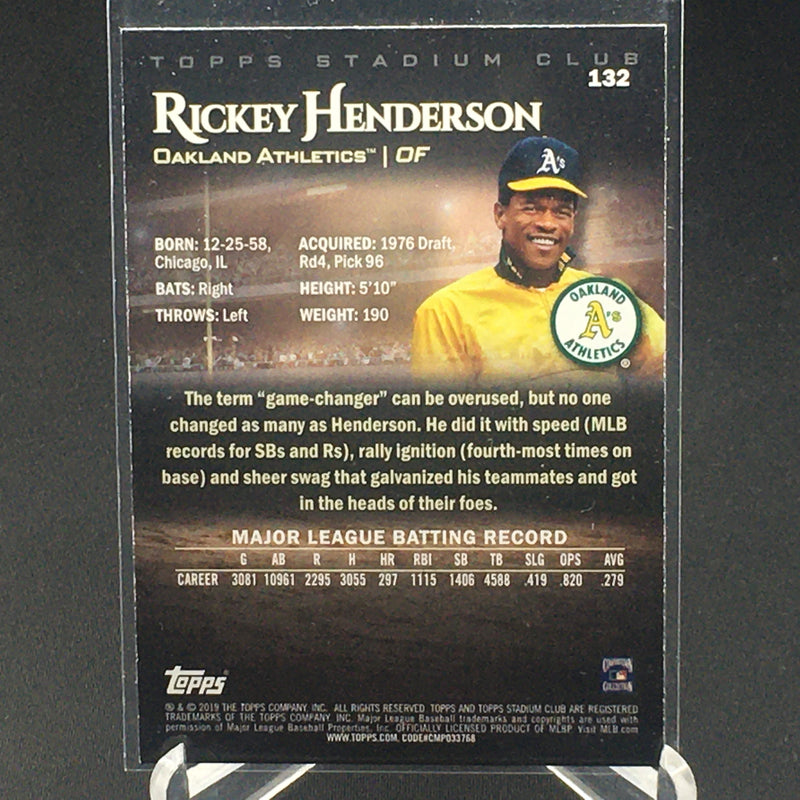 TOPPS STADIUM CLUB
132
RICKEY HENDERSON
OAKLAND ATHLETICS™ | OF
A's
BORN: 12-25-58,
Chicago, IL
BATS: Right
THROWS: Left
ACQUIRED: 1976 Draft,
Rd4, Pick 96
HEIGHT: 5'10"
WEIGHT: 190
OAKLAND
A's
ATHLETICS
®
The term "game-changer" can be overused, but no one
changed as many as Henderson. He did it with speed (MLB
records for SBs and Rs), rally ignition (fourth-most times on
base) and sheer swag that galvanized his teammates and got
in the heads of their foes.
MAJOR LEAGUE BATTING RECORD
G AB R H HR RBI SB TB SLG OPS AVG
CAREER 3081 10961 2295 3055 297 1115 1406 4588 .419 .820 .279
topps®
® & © 2019 THE TOPPS COMPANY, INC. ALL RIGHTS RESERVED. TOPPS AND TOPPS STADIUM CLUB ARE REGISTERED
TRADEMARKS OF THE TOPPS COMPANY, INC. Major League Baseball trademarks and copyrights are used with
permission of Major League Baseball Properties, Inc. OFFICIALLY LICENSED PRODUCT OF MLBP Visit MLB.com
WWW.TOPPS.COM. CODE#CMP033768